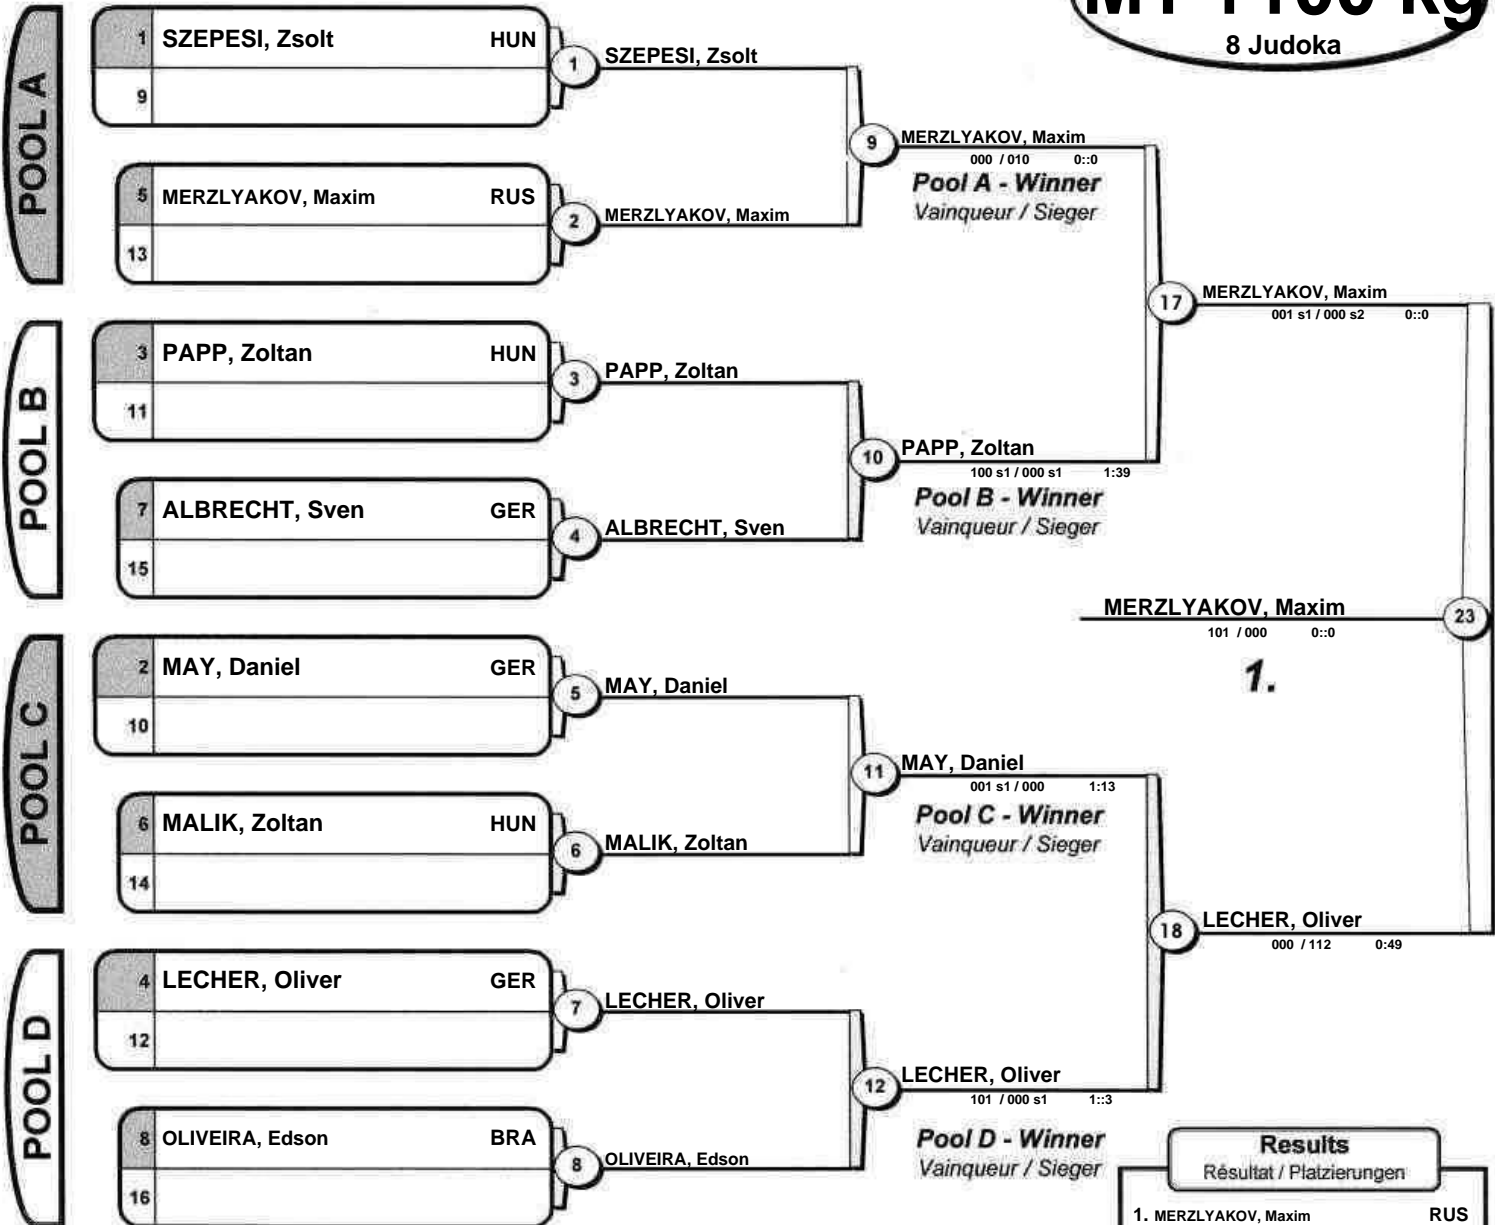 8 Judoka
POOL A
1 SZEPESI, Zsolt HUN
9
1 SZEPESI, Zsolt
5 MERZLYAKOV, Maxim RUS
13
2 MERZLYAKOV, Maxim
9 MERZLYAKOV, Maxim
000 / 010 0::0
Pool A - Winner
Vainqueur / Sieger
POOL B
3 PAPP, Zoltan HUN
11
3 PAPP, Zoltan
7 ALBRECHT, Sven GER
15
4 ALBRECHT, Sven
10 PAPP, Zoltan
100 s1 / 000 s1 1:39
Pool B - Winner
Vainqueur / Sieger
17 MERZLYAKOV, Maxim
001 s1 / 000 s2 0::0
MERZLYAKOV, Maxim 23
101 / 000 0::0
1.
POOL C
2 MAY, Daniel GER
10
5 MAY, Daniel
6 MALIK, Zoltan HUN
14
6 MALIK, Zoltan
11 MAY, Daniel
001 s1 / 000 1:13
Pool C - Winner
Vainqueur / Sieger
18 LECHER, Oliver
000 / 112 0:49
POOL D
4 LECHER, Oliver GER
12
7 LECHER, Oliver
8 OLIVEIRA, Edson BRA
16
8 OLIVEIRA, Edson
12 LECHER, Oliver
101 / 000 s1 1::3
Pool D - Winner
Vainqueur / Sieger
Results
Résultat / Platzierungen
1. MERZLYAKOV, Maxim RUS